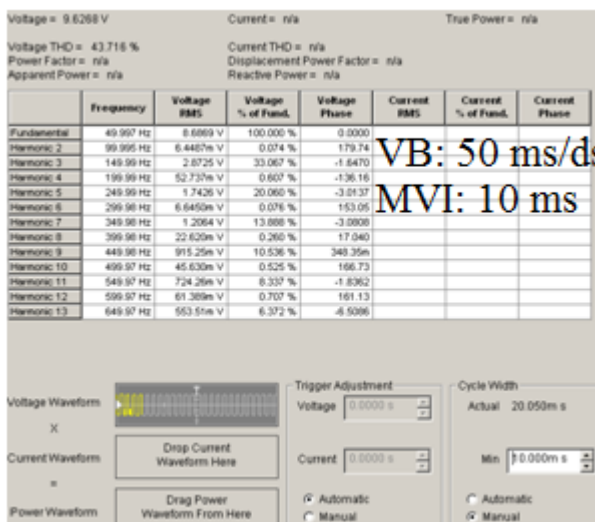 Voltage = 9.6268 V Current = n/a True Power = n/a
Voltage THD = 43.716 % Current THD = n/a
Power Factor = n/a Displacement Power Factor = n/a
Apparent Power = n/a Reactive Power = n/a
Frequency Voltage RMS Voltage % of Fund. Voltage Phase Current RMS Current % of Fund. Current Phase
Fundamental 49.997 Hz 8.6869 V 100.000 % 0.0000
Harmonic 2 99.995 Hz 6.4487m V 0.074 % 179.74
Harmonic 3 149.99 Hz 2.8725 V 33.067 % -1.6470
Harmonic 4 199.99 Hz 52.737m V 0.607 % -136.16
Harmonic 5 249.99 Hz 1.7426 V 20.060 % -3.0137
Harmonic 6 299.98 Hz 6.6450m V 0.076 % 153.05
Harmonic 7 349.98 Hz 1.2064 V 13.888 % -3.0808
Harmonic 8 399.98 Hz 22.620m V 0.260 % 17.040
Harmonic 9 449.98 Hz 915.25m V 10.536 % 348.35m
Harmonic 10 499.97 Hz 45.630m V 0.525 % 166.73
Harmonic 11 549.97 Hz 724.26m V 8.337 % -1.8362
Harmonic 12 599.97 Hz 61.389m V 0.707 % 161.13
Harmonic 13 649.97 Hz 553.51m V 6.372 % -6.5086
VB: 50 ms/ds
MVI: 10 ms
Voltage Waveform
X
Current Waveform
=
Power Waveform
Drop Current
Waveform Here
Drag Power
Waveform From Here
Trigger Adjustment
Voltage 0.0000 s
Current 0.0000 s
Automatic
Manual
Cycle Width
Actual 20.050m s
Min 10.000m s
Automatic
Manual